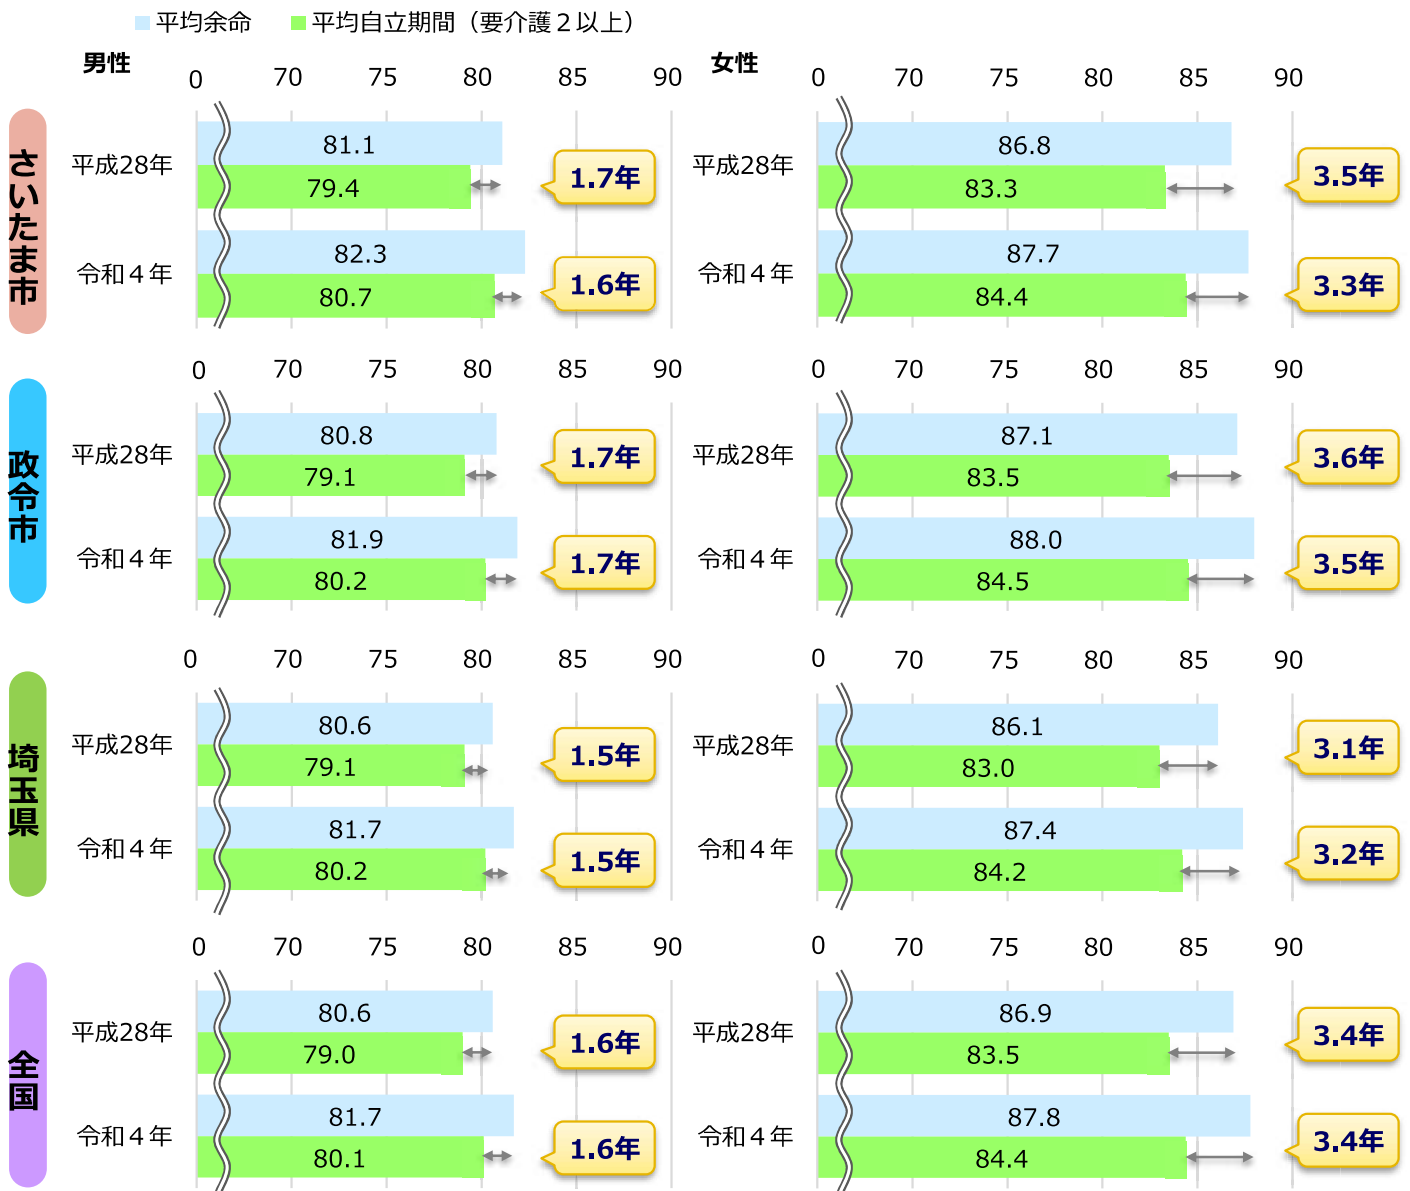 平均余命 平均自立期間（要介護２以上）
男性 0 70 75 80 85 90
女性 0 70 75 80 85 90
さいたま市
平成28年 81.1 79.4 1.7年
平成28年 86.8 83.3 3.5年
令和４年 82.3 80.7 1.6年
令和４年 87.7 84.4 3.3年
0 70 75 80 85 90
0 70 75 80 85 90
政令市
平成28年 80.8 79.1 1.7年
平成28年 87.1 83.5 3.6年
令和４年 81.9 80.2 1.7年
令和４年 88.0 84.5 3.5年
0 70 75 80 85 90
0 70 75 80 85 90
埼玉県
平成28年 80.6 79.1 1.5年
平成28年 86.1 83.0 3.1年
令和４年 81.7 80.2 1.5年
令和４年 87.4 84.2 3.2年
0 70 75 80 85 90
0 70 75 80 85 90
全国
平成28年 80.6 79.0 1.6年
平成28年 86.9 83.5 3.4年
令和４年 81.7 80.1 1.6年
令和４年 87.8 84.4 3.4年